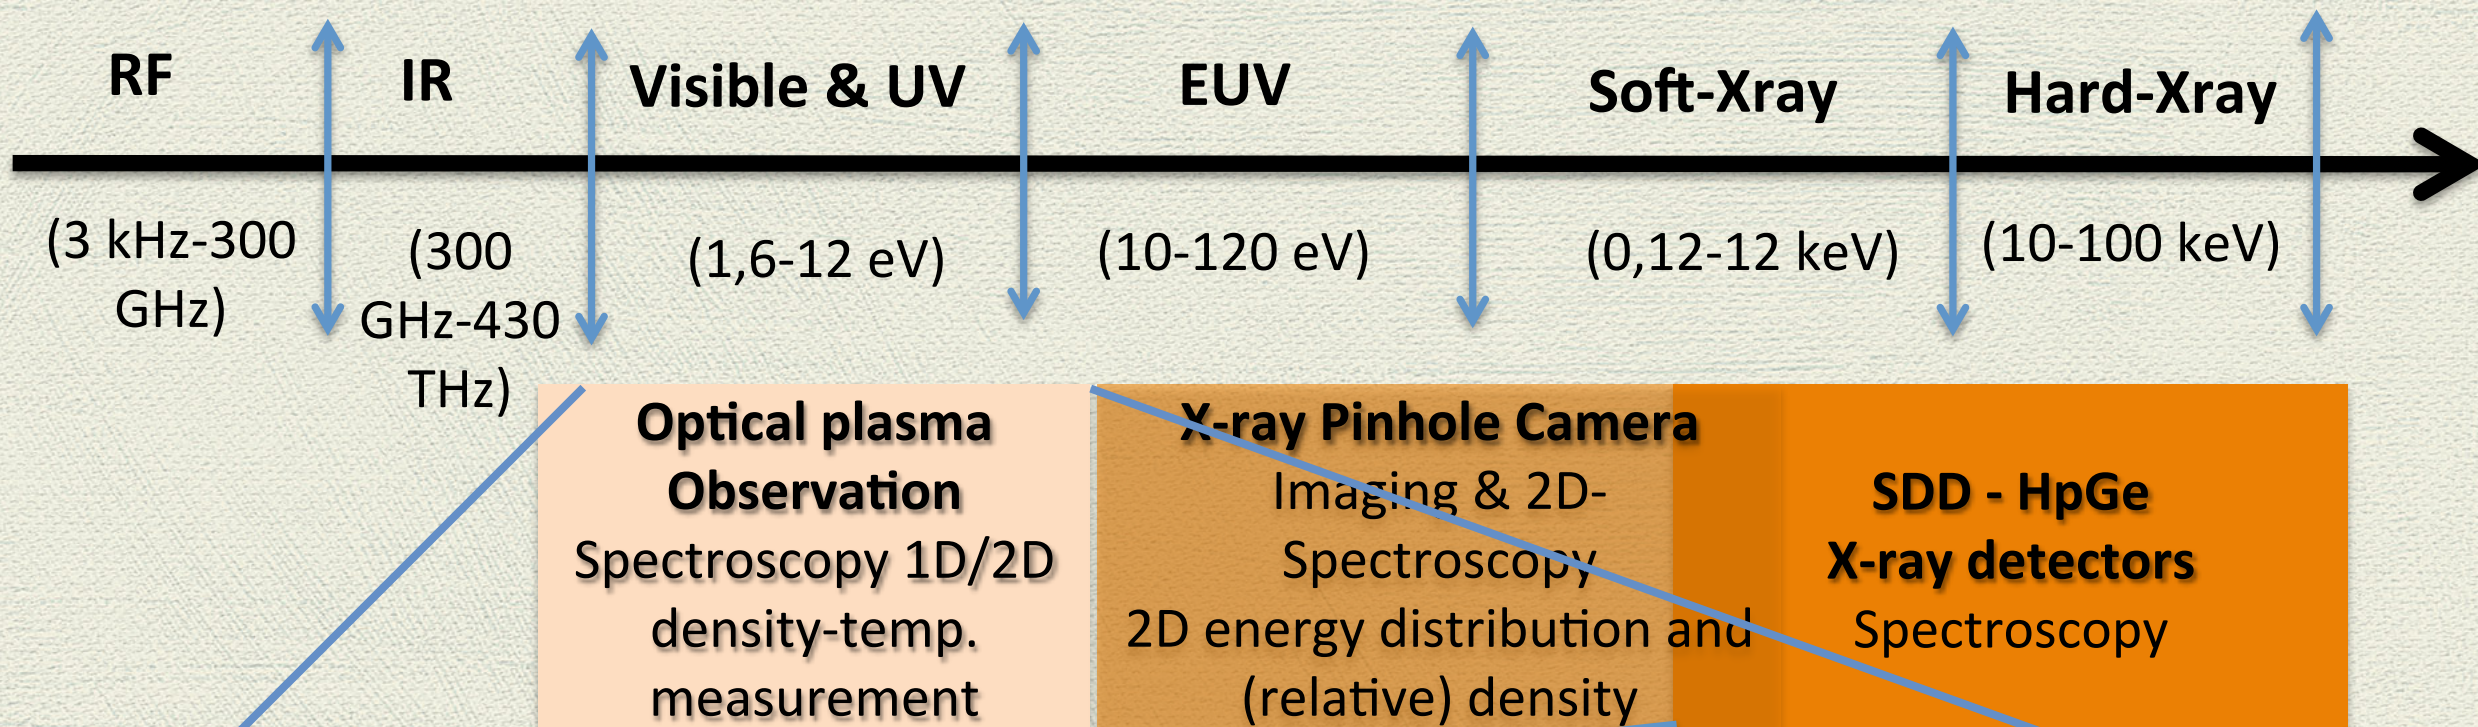 RF
IR
Visible & UV
EUV
Soft-Xray
Hard-Xray
(3 kHz-300
GHz)
(300
GHz-430
THz)
(1,6-12 eV)
(10-120 eV)
(0,12-12 keV)
(10-100 keV)
Optical plasma
Observation
Spectroscopy 1D/2D
density-temp.
measurement
X-ray Pinhole Camera
Imaging & 2D-
Spectroscopy
2D energy distribution and
(relative) density
SDD - HpGe
X-ray detectors
Spectroscopy